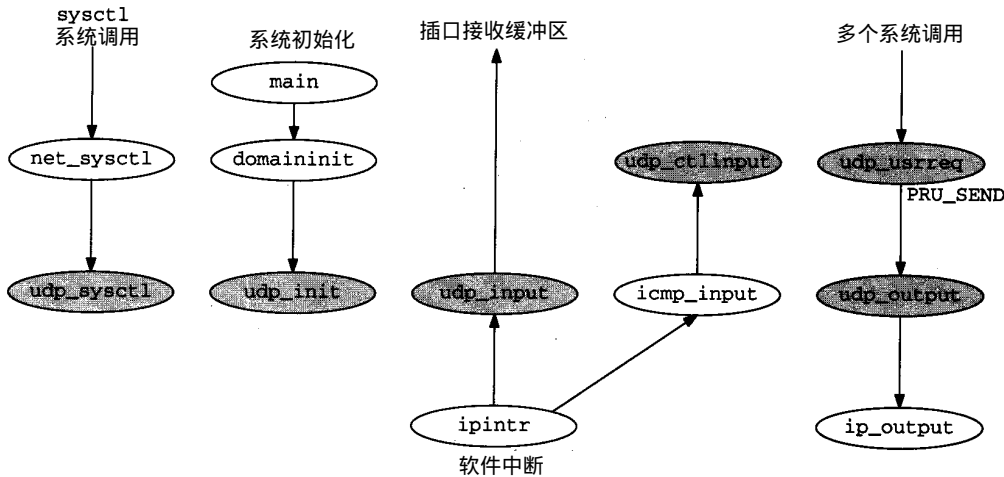 sysctl
系统调用
系统初始化
插口接收缓冲区
多个系统调用
main
net_sysctl
domaininit
udp_ctlinput
udp_usrreq
PRU_SEND
udp_sysctl
udp_init
udp_input
icmp_input
udp_output
ipintr
ip_output
软件中断